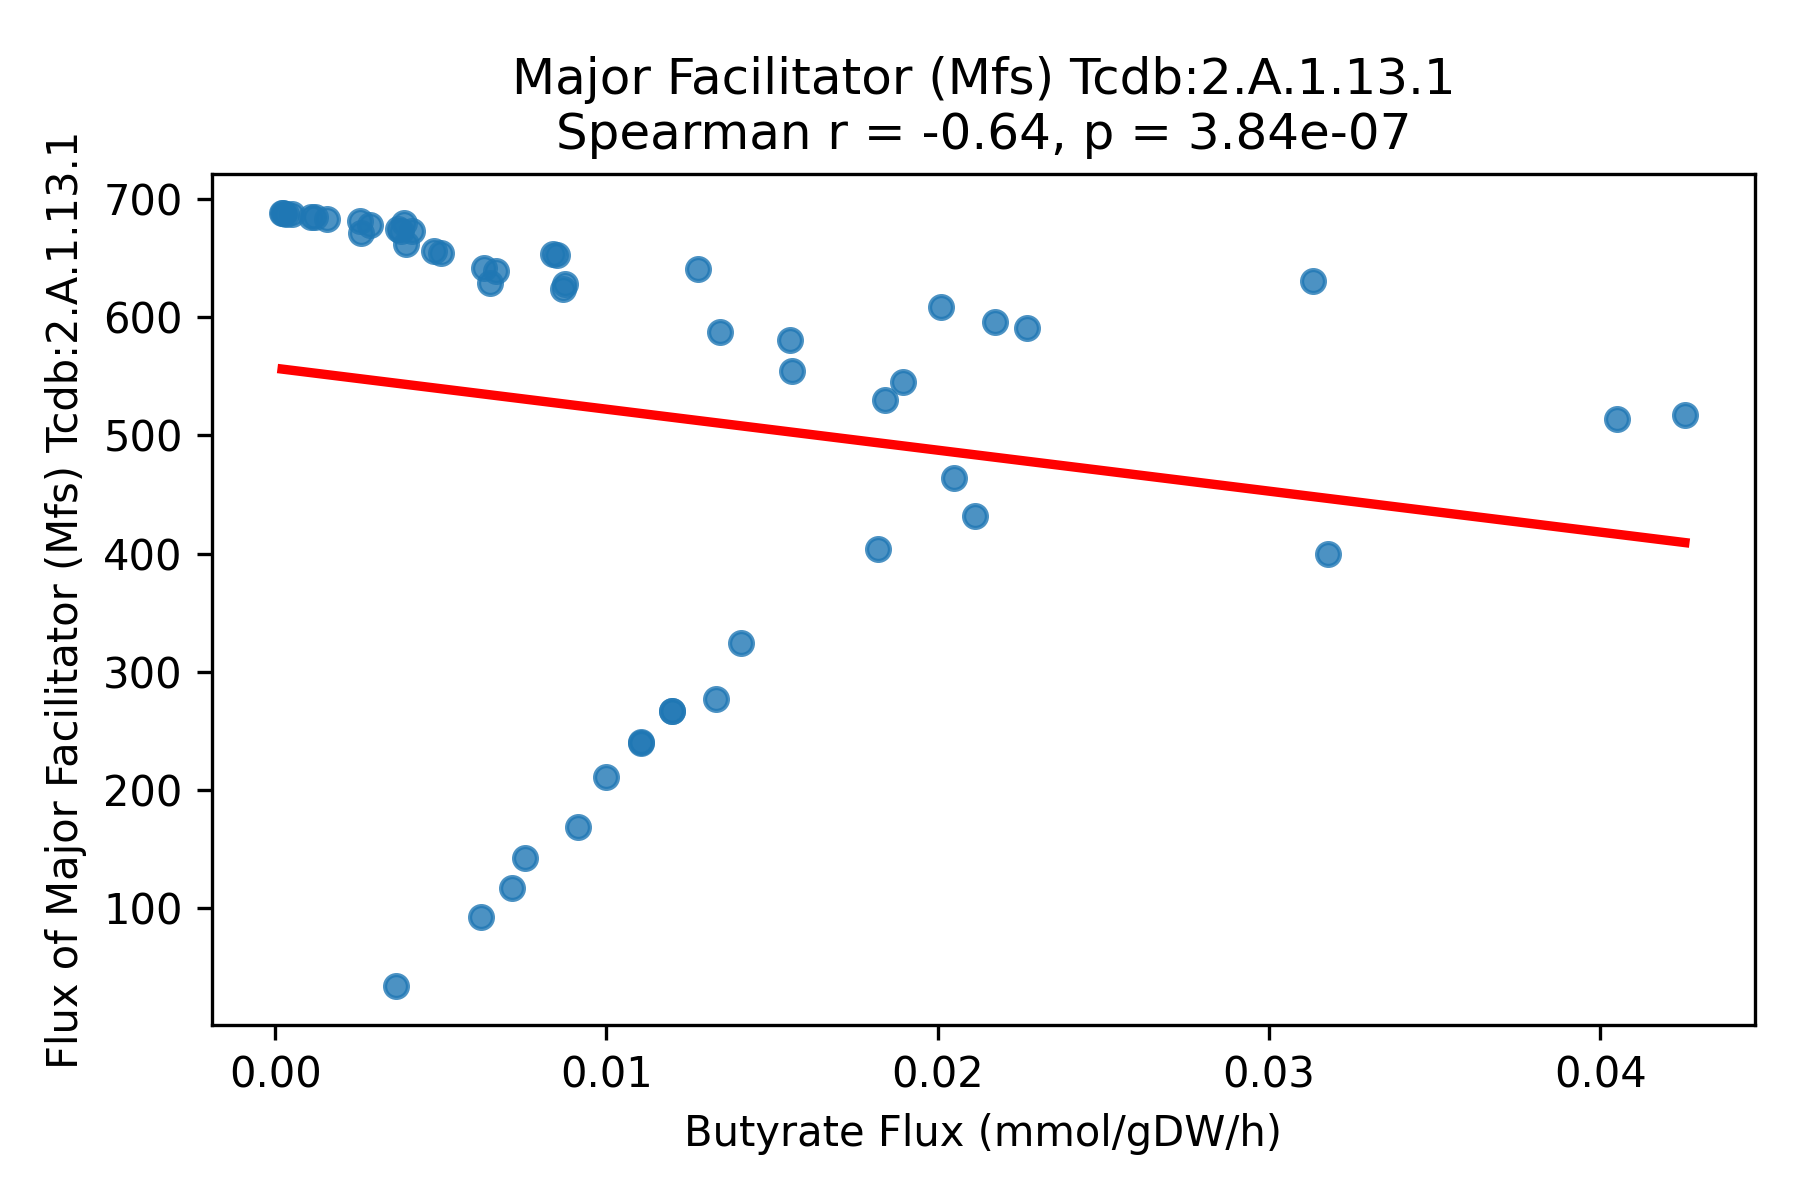 Major Facilitator (Mfs) Tcdb:2.A.1.13.1
Spearman r = -0.64, p = 3.84e-07
Flux of Major Facilitator (Mfs) Tcdb:2.A.1.13.1
700
600
500
400
300
200
100
0.00 0.01 0.02 0.03 0.04
Butyrate Flux (mmol/gDW/h)